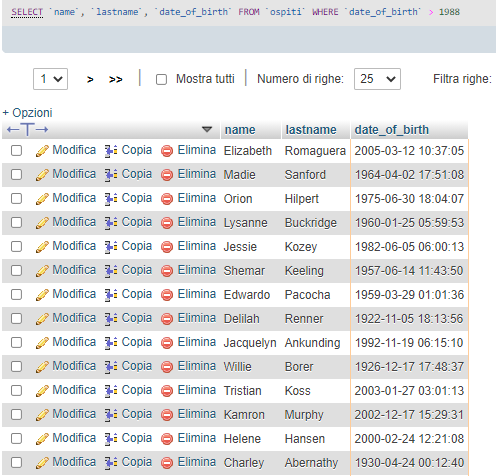 SELECT `name`, `lastname`, `date_of_birth` FROM `ospiti` WHERE `date_of_birth` > 1988
1 > >> Mostra tutti Numero di righe: 25 Filtra righe:
+ Opzioni
←T→ name lastname date_of_birth
Modifica Copia Elimina Elizabeth Romaguera 2005-03-12 10:37:05
Modifica Copia Elimina Madie Sanford 1964-04-02 17:51:08
Modifica Copia Elimina Orion Hilpert 1975-06-30 18:04:07
Modifica Copia Elimina Lysanne Buckridge 1960-01-25 05:59:53
Modifica Copia Elimina Jessie Kozey 1982-06-05 06:00:13
Modifica Copia Elimina Shemar Keeling 1957-06-14 11:43:50
Modifica Copia Elimina Edwardo Pacocha 1959-03-29 01:01:36
Modifica Copia Elimina Delilah Renner 1922-11-05 18:13:56
Modifica Copia Elimina Jacquelyn Ankunding 1992-11-19 06:15:10
Modifica Copia Elimina Willie Borer 1926-12-17 17:48:37
Modifica Copia Elimina Tristian Koss 2003-01-27 03:01:13
Modifica Copia Elimina Kamron Murphy 2002-12-17 15:29:31
Modifica Copia Elimina Helene Hansen 2000-02-24 12:21:08
Modifica Copia Elimina Charley Abernathy 1930-04-24 00:12:40